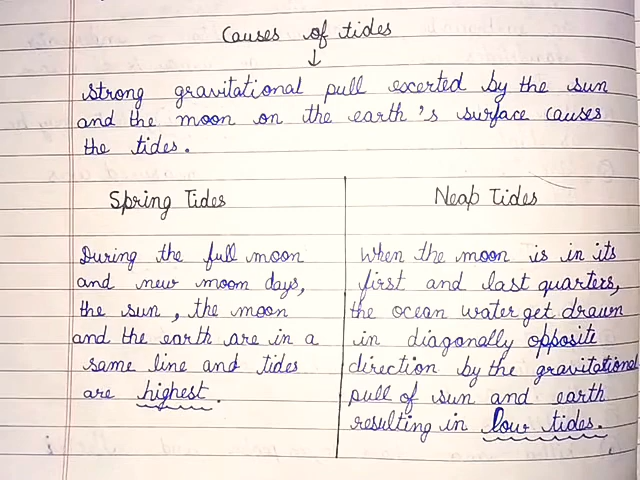 Causes of tides
↓
strong gravitational pull excerted by the sun
and the moon on the earth's surface causes
the tides.
Spring Tides
During the full moon
and new moon days,
the sun, the moon
and the earth are in a
same line and tides
are highest.
Neap Tides
When the moon is in its
first and last quarters,
the ocean water get drawn
in diagonally opposite
direction by the gravitational
pull of sun and earth
resulting in low tides.